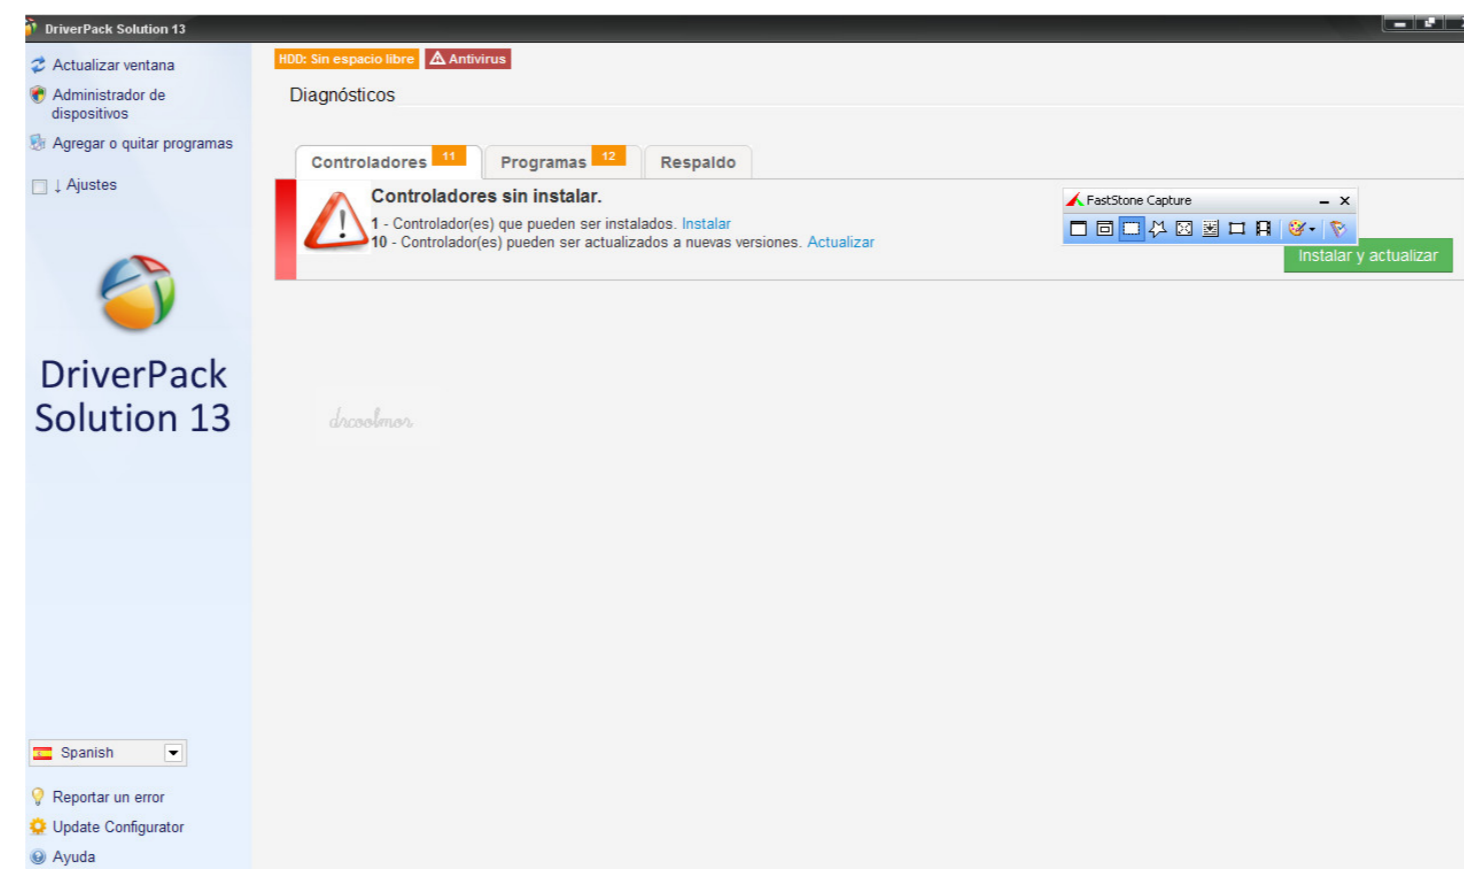 DriverPack Solution 13
Actualizar ventana
Administrador de
dispositivos
Agregar o quitar programas
↓ Ajustes
DriverPack
Solution 13
Spanish
Reportar un error
Update Configurator
Ayuda
HDD: Sin espacio libre
Antivirus
Diagnósticos
Controladores 11
Programas 12
Respaldo
Controladores sin instalar.
1 - Controlador(es) que pueden ser instalados. Instalar
10 - Controlador(es) pueden ser actualizados a nuevas versiones. Actualizar
FastStone Capture
Instalar y actualizar
drcoolmor